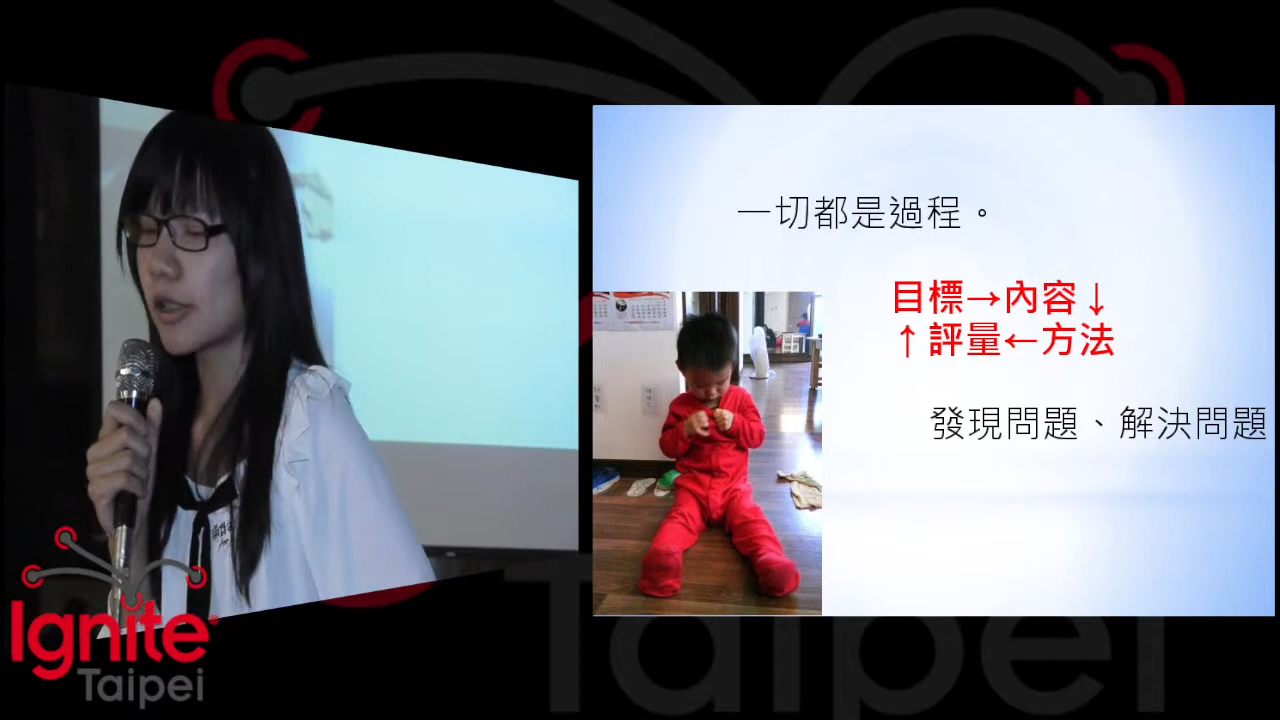 一切都是過程。
目標→內容↓
↑評量←方法
發現問題、解決問題
Ignite
Taipei
Taipei